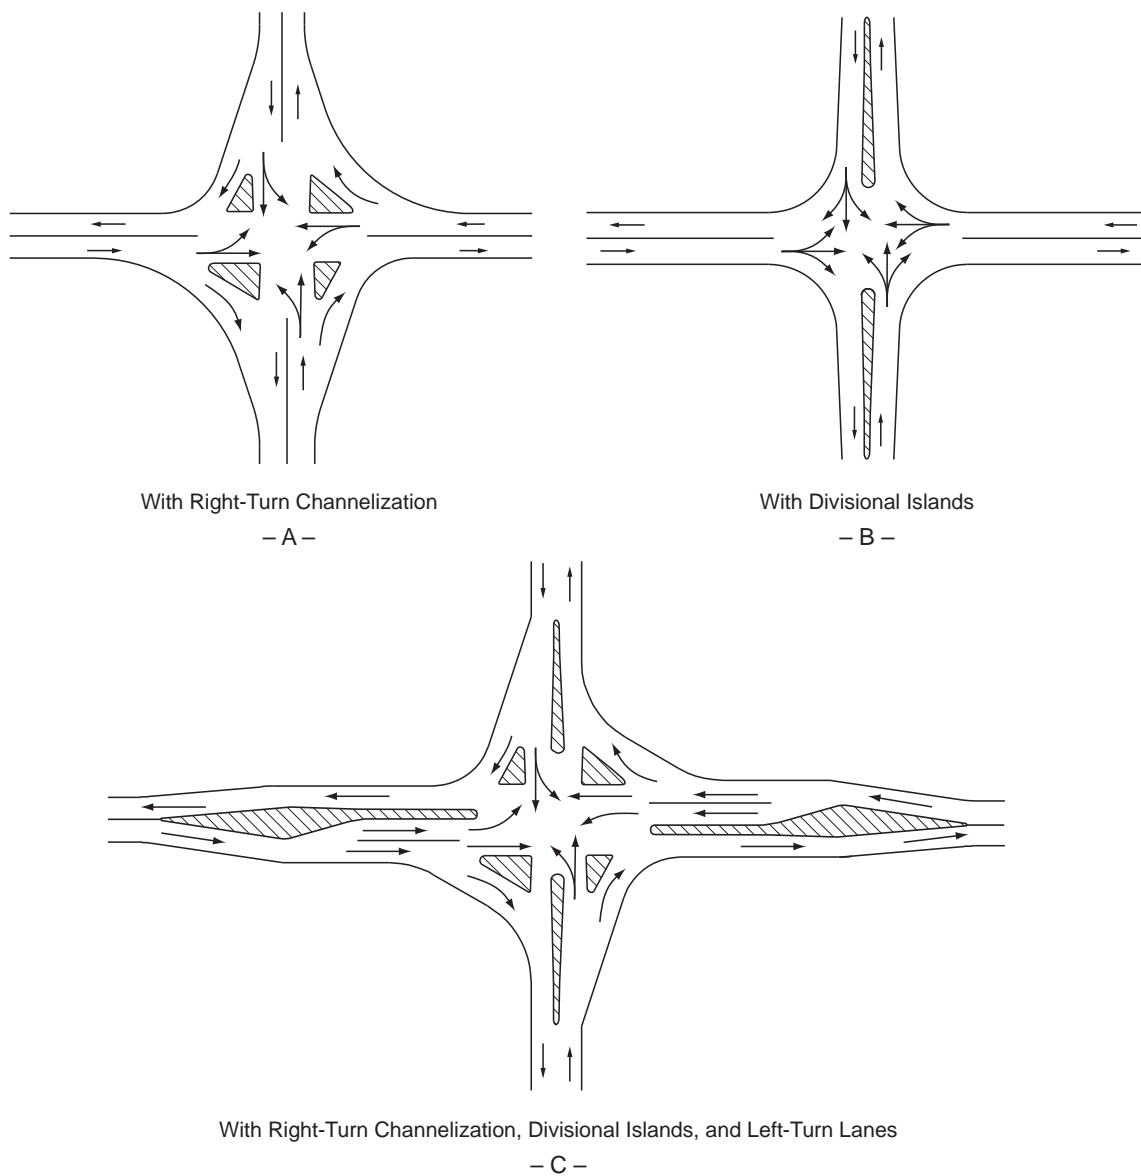 With Right-Turn Channelization
– A –
With Divisional Islands
– B –
With Right-Turn Channelization, Divisional Islands, and Left-Turn Lanes
– C –